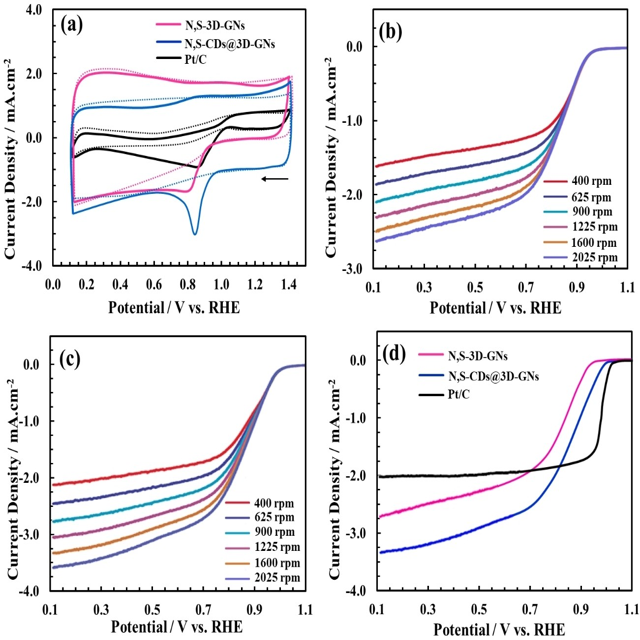 (a)
N,S-3D-GNs
N,S-CDs@3D-GNs
Pt/C
4.0
2.0
0.0
-2.0
-4.0
Current Density / mA.cm-2
0.0 0.2 0.4 0.6 0.8 1.0 1.2 1.4
Potential / V vs. RHE
(b)
0.0
-1.0
-2.0
-3.0
Current Density / mA.cm-2
400 rpm
625 rpm
900 rpm
1225 rpm
1600 rpm
2025 rpm
0.1 0.3 0.5 0.7 0.9 1.1
Potential / V vs. RHE
(c)
0.0
-1.0
-2.0
-3.0
-4.0
Current Density / mA.cm-2
400 rpm
625 rpm
900 rpm
1225 rpm
1600 rpm
2025 rpm
0.1 0.3 0.5 0.7 0.9 1.1
Potential / V vs. RHE
(d)
N,S-3D-GNs
N,S-CDs@3D-GNs
Pt/C
0.0
-1.0
-2.0
-3.0
-4.0
Current Density / mA.cm-2
0.1 0.3 0.5 0.7 0.9 1.1
Potential / V vs. RHE